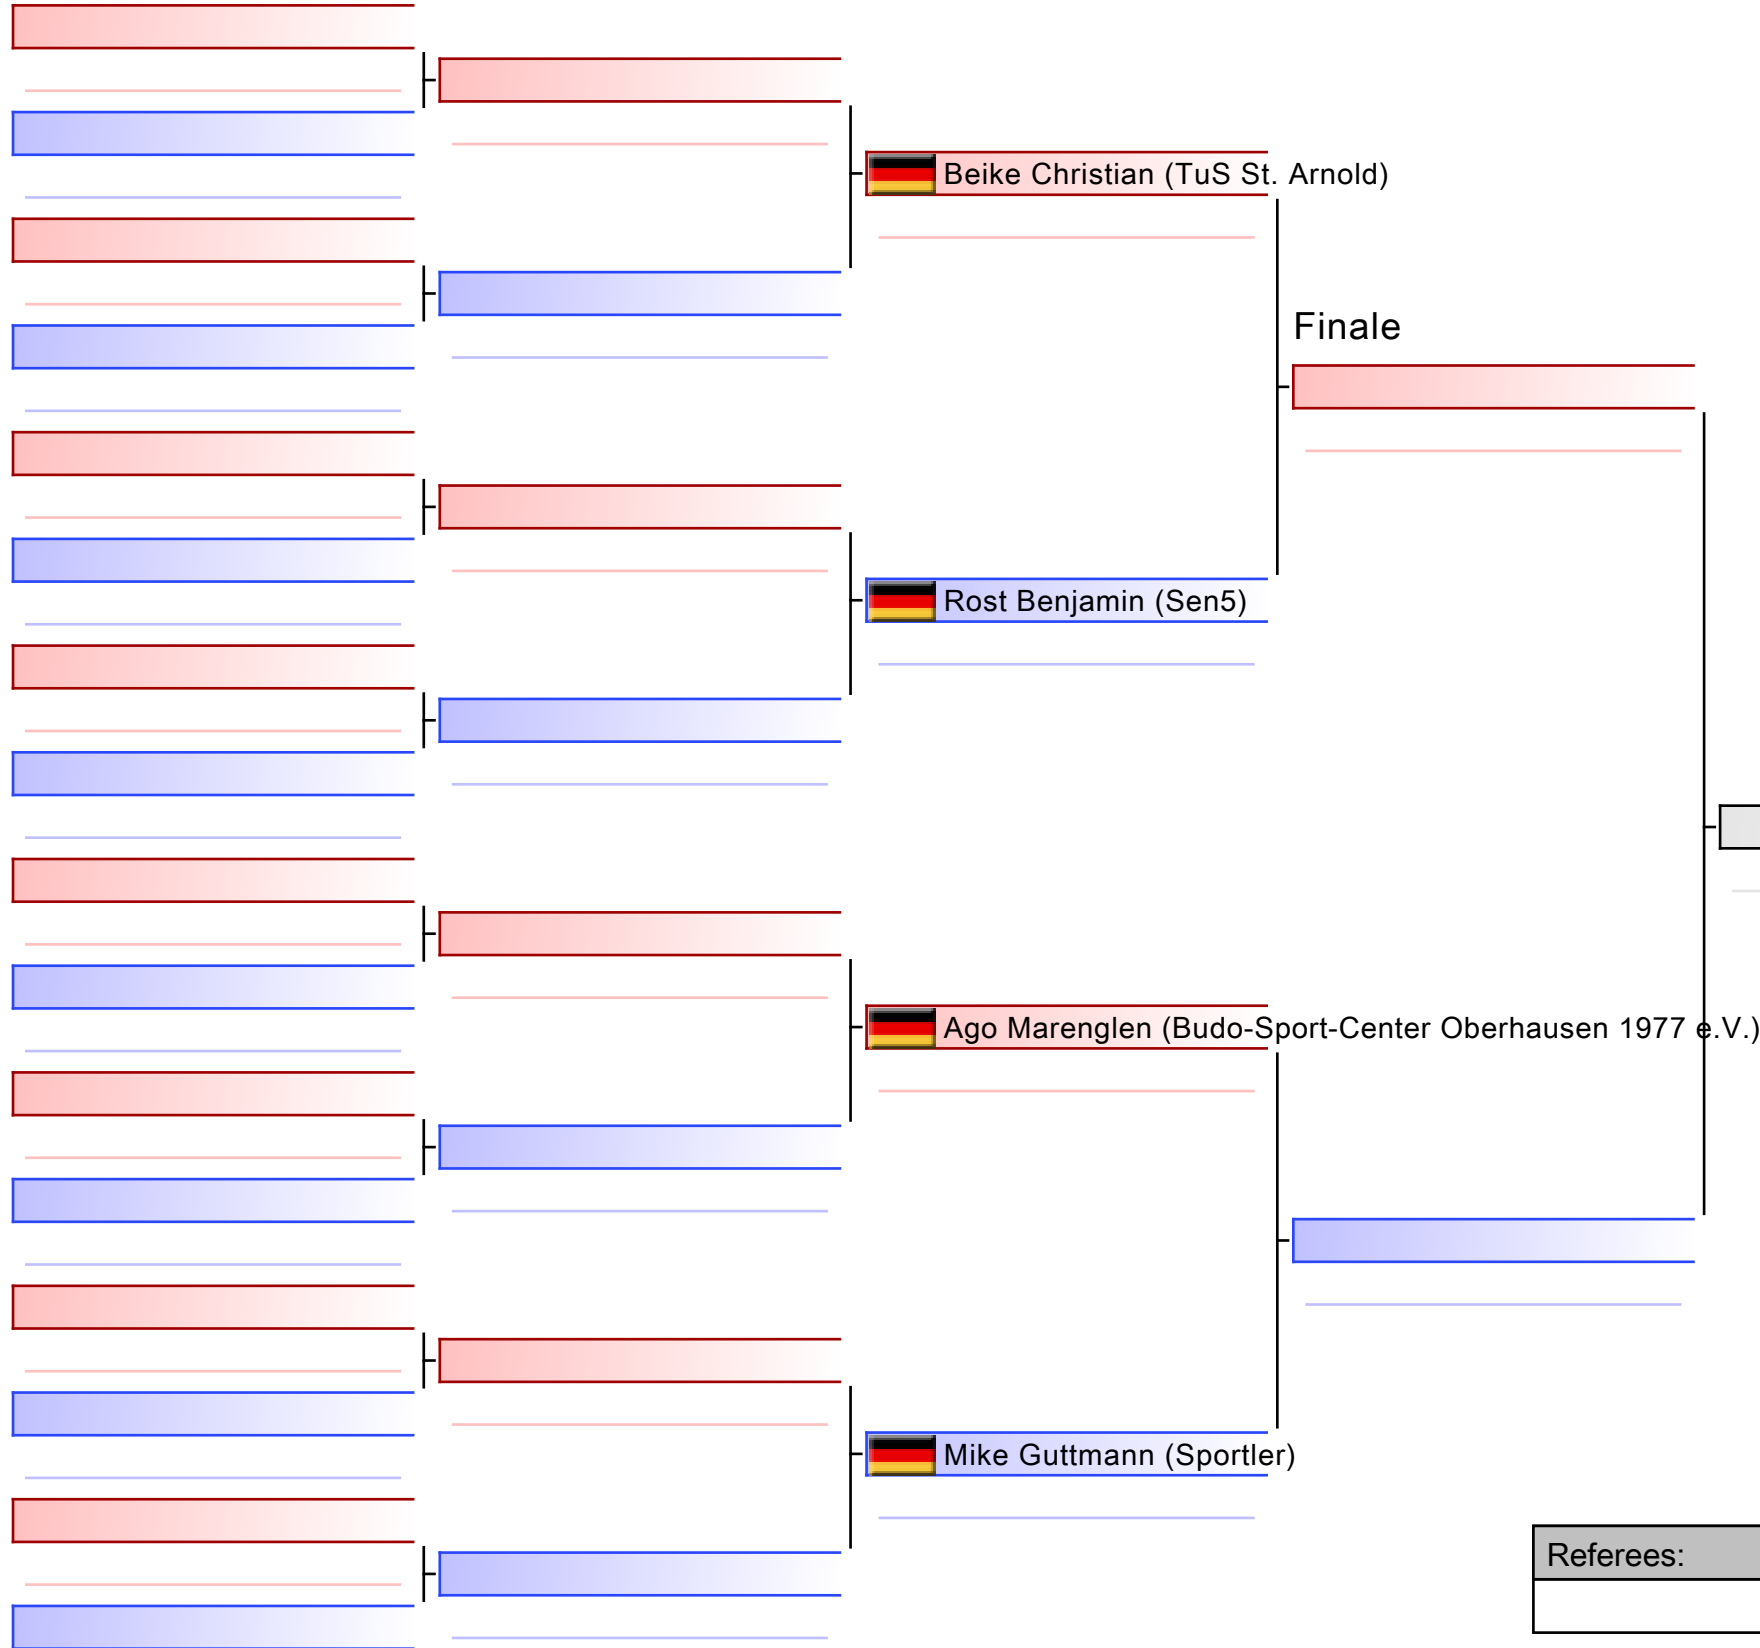 Beike Christian (TuS St. Arnold)
Finale
Rost Benjamin (Sen5)
Ago Marenglen (Budo-Sport-Center Oberhausen 1977 e.V.)
Mike Guttmann (Sportler)
Referees: